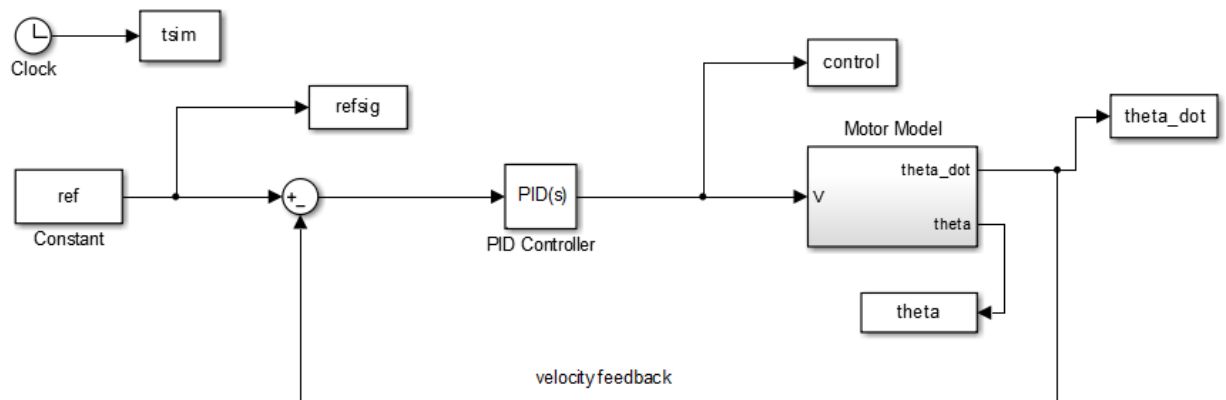 tsim
Clock
refsig
control
theta_dot
Motor Model
ref
Constant
+
_
PID(s)
PID Controller
V
theta_dot
theta
theta
velocity feedback